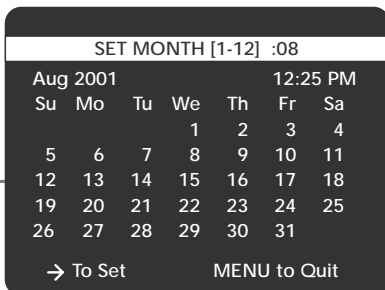 SET MONTH [1-12] :08
Aug 2001 12:25 PM
Su Mo Tu We Th Fr Sa
1 2 3 4
5 6 7 8 9 10 11
12 13 14 15 16 17 18
19 20 21 22 23 24 25
26 27 28 29 30 31
→ To Set MENU to Quit